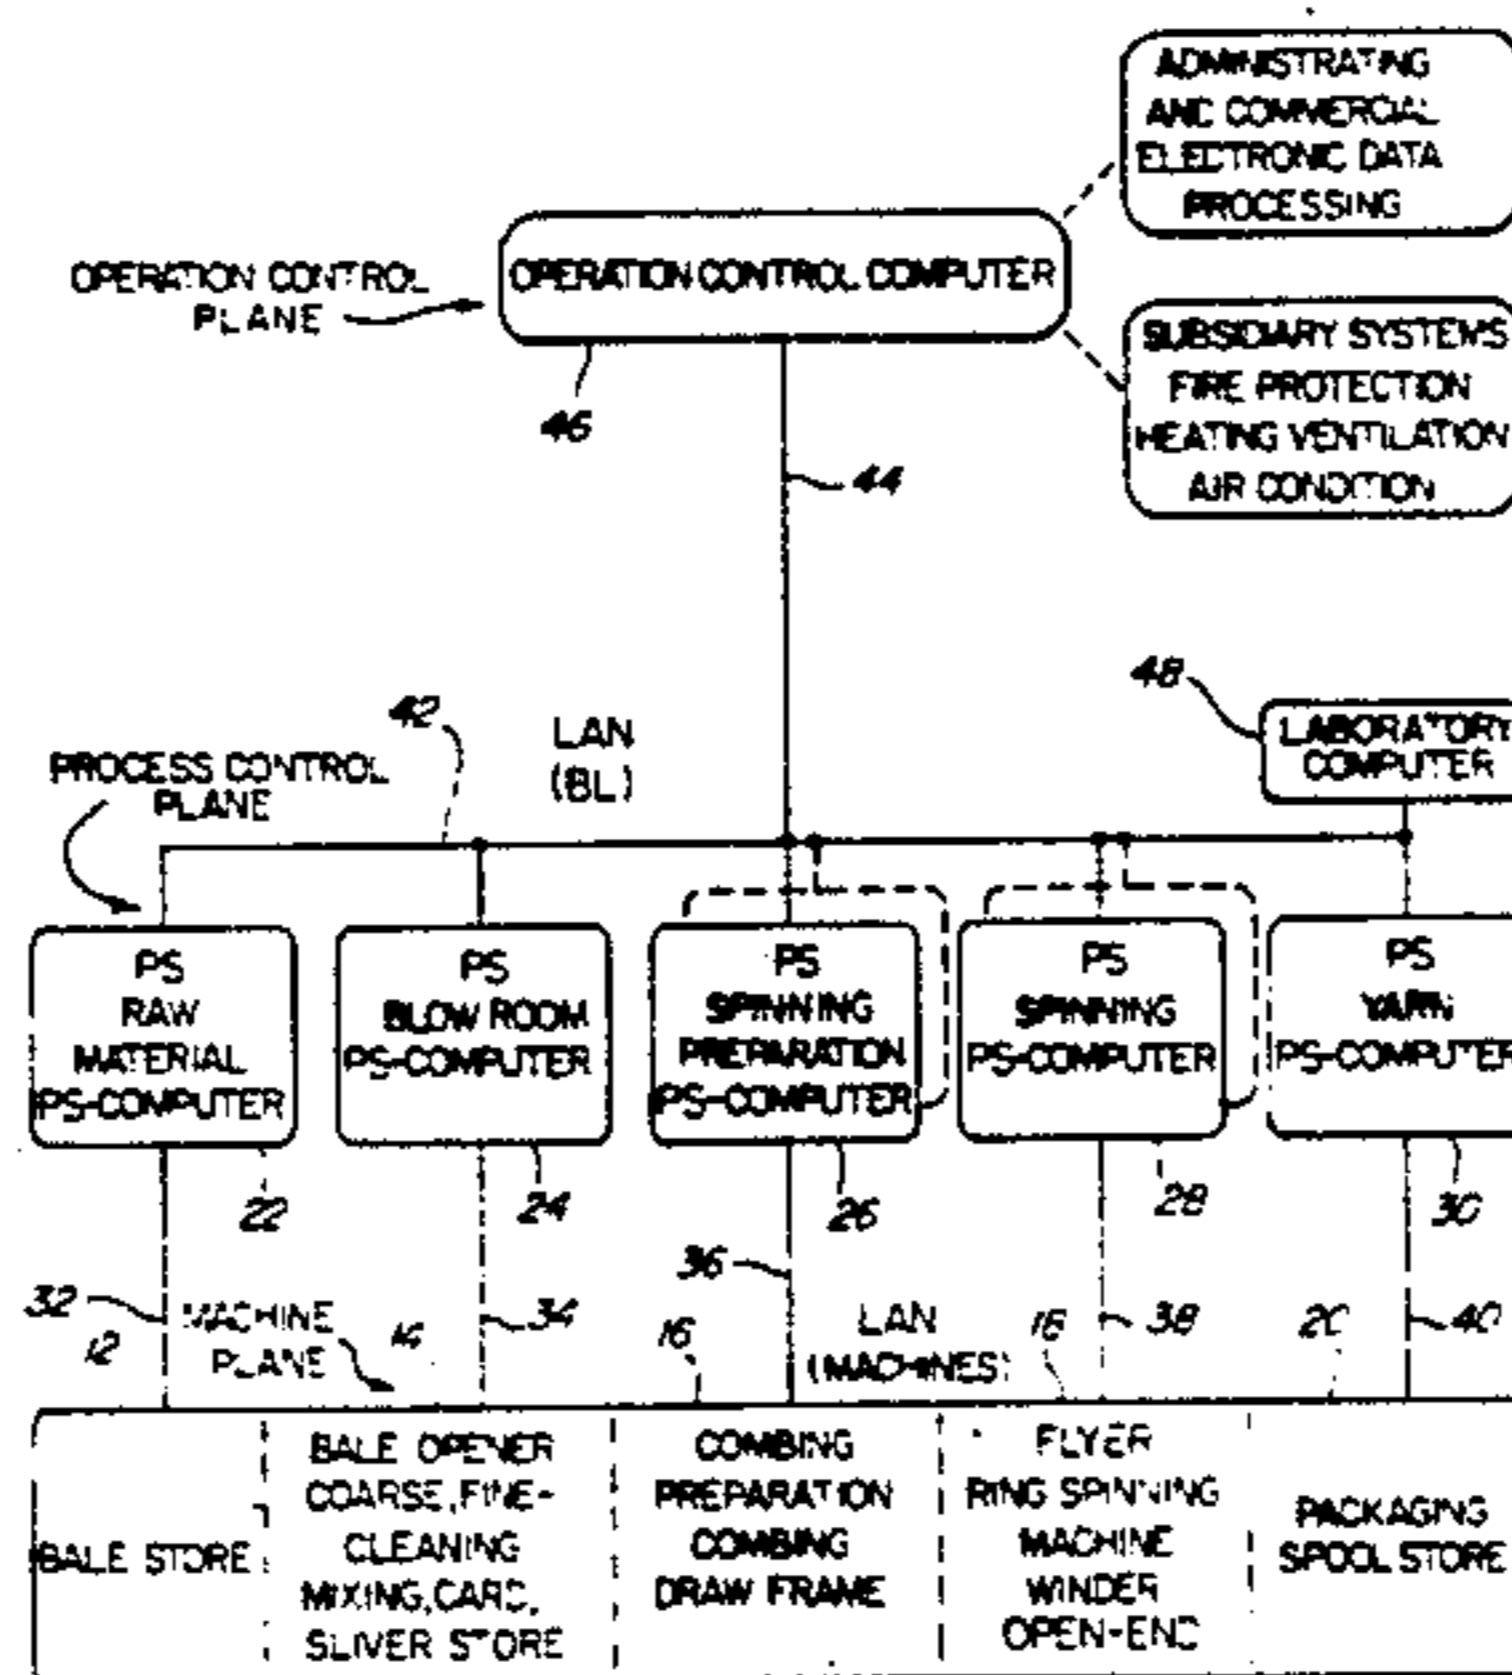 ADMINISTRATING
AND COMMERCIAL
ELECTRONIC DATA
PROCESSING
OPERATION CONTROL
PLANE
OPERATION CONTROL COMPUTER
46
SUBSIDIARY SYSTEMS
FIRE PROTECTION
HEATING VENTILATION
AIR CONDITION
44
48
LABORATORY
COMPUTER
42
LAN
(BL)
PROCESS CONTROL
PLANE
PS
RAW
MATERIAL
PS-COMPUTER
PS
BLOW ROOM
PS-COMPUTER
PS
SPINNING
PREPARATION
PS-COMPUTER
PS
SPINNING
PS-COMPUTER
PS
YARN
PS-COMPUTER
22
24
26
28
30
32
12
MACHINE
PLANE
14
34
36
16
LAN
(MACHINES)
18
38
20
40
BALE STORE
BALE OPENER
COARSE, FINE-
CLEANING
MIXING, CARD,
SLIVER STORE
COMBING
PREPARATION
COMBING
DRAW FRAME
FLYER
RING SPINNING
MACHINE
WINDER
OPEN-END
PACKAGING
SPOOL STORE